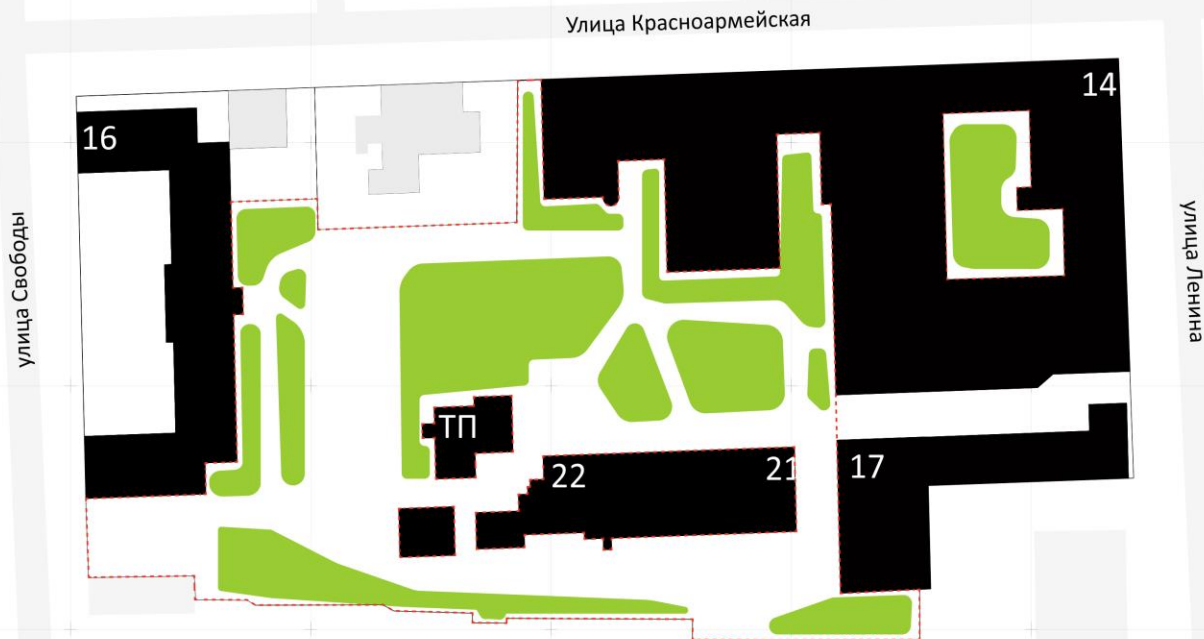 Улица Красноармейская
14
16
улица Свободы
улица Ленина
ТП
22
21
17